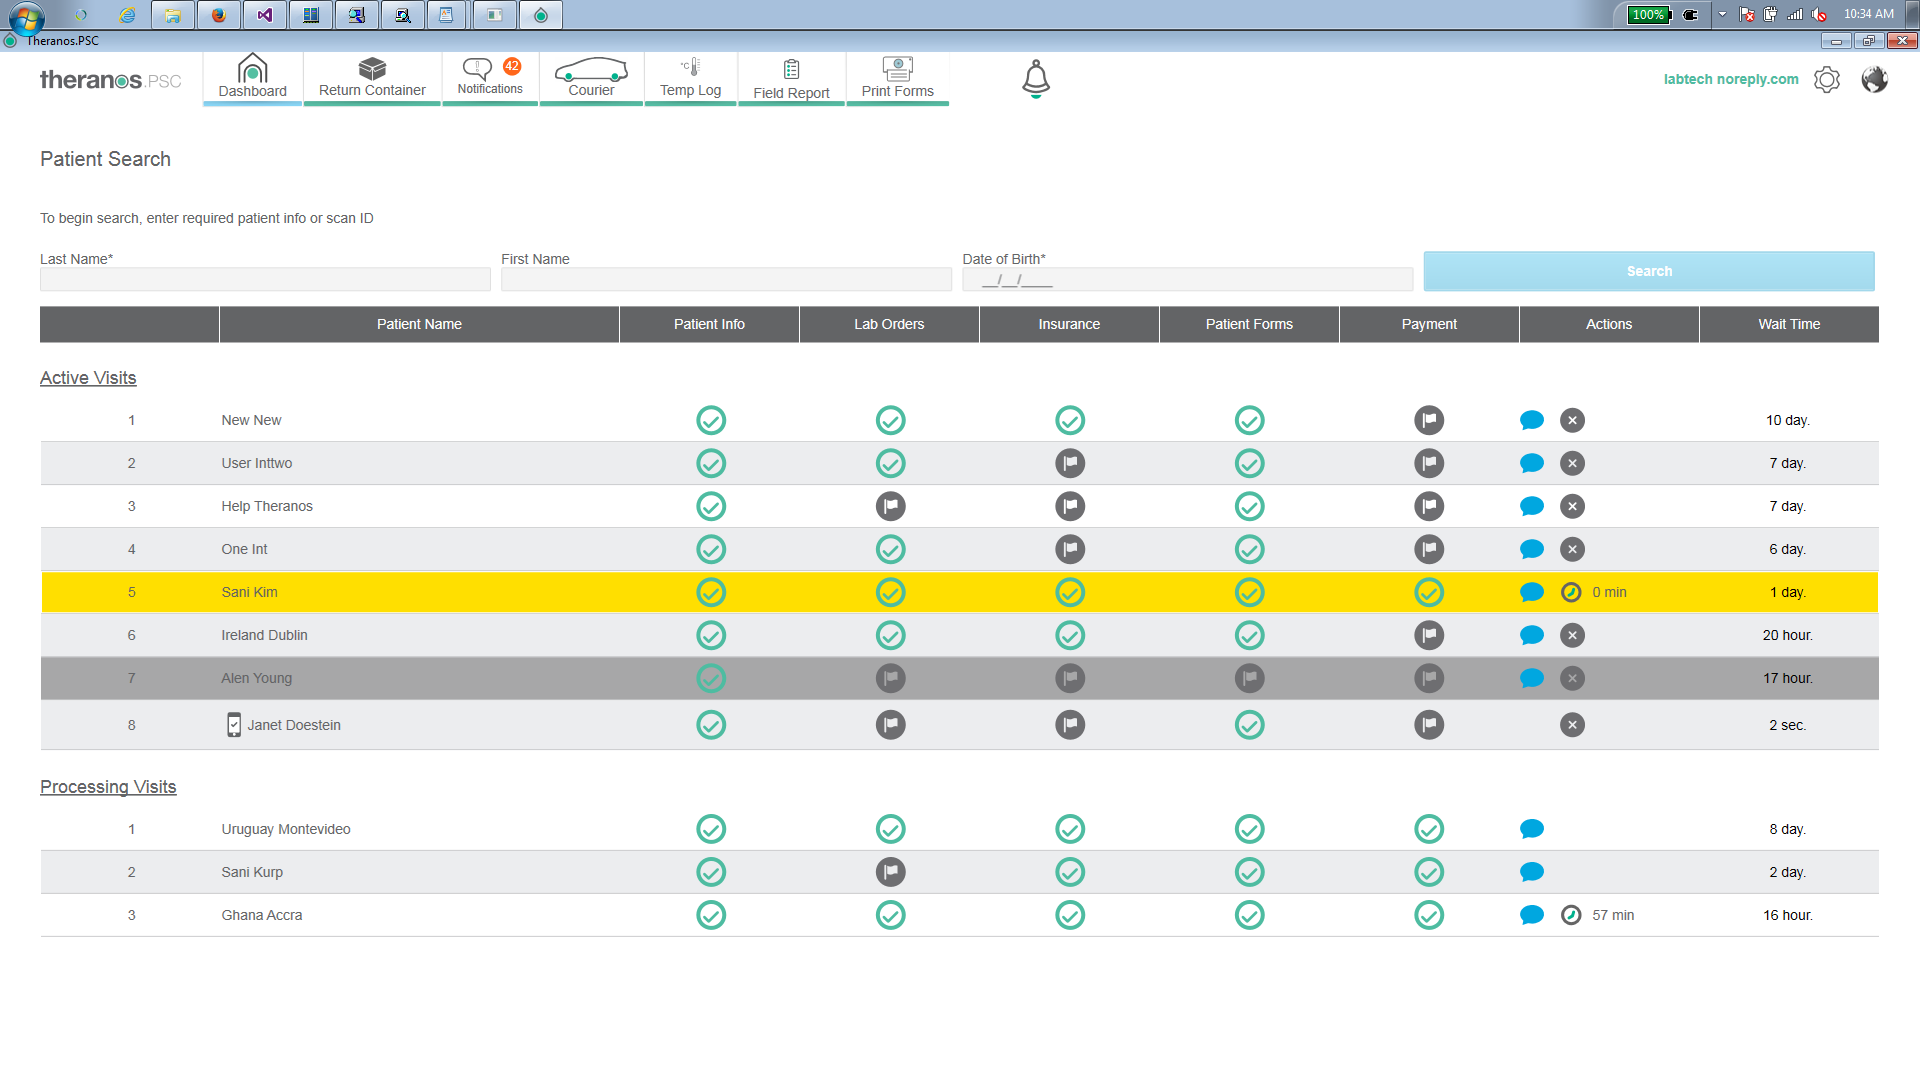 100%
10:34 AM
Theranos.PSC
theranos.PSC
Dashboard
Return Container
42
Notifications
Courier
°C
Temp Log
Field Report
Print Forms
labtech noreply.com
Patient Search
To begin search, enter required patient info or scan ID
Last Name*
First Name
Date of Birth*
__/__/____
Search
Patient Name Patient Info Lab Orders Insurance Patient Forms Payment Actions Wait Time
Active Visits
1 New New 10 day.
2 User Inttwo 7 day.
3 Help Theranos 7 day.
4 One Int 6 day.
5 Sani Kim 0 min 1 day.
6 Ireland Dublin 20 hour.
7 Alen Young 17 hour.
8 Janet Doestein 2 sec.
Processing Visits
1 Uruguay Montevideo 8 day.
2 Sani Kurp 2 day.
3 Ghana Accra 57 min 16 hour.